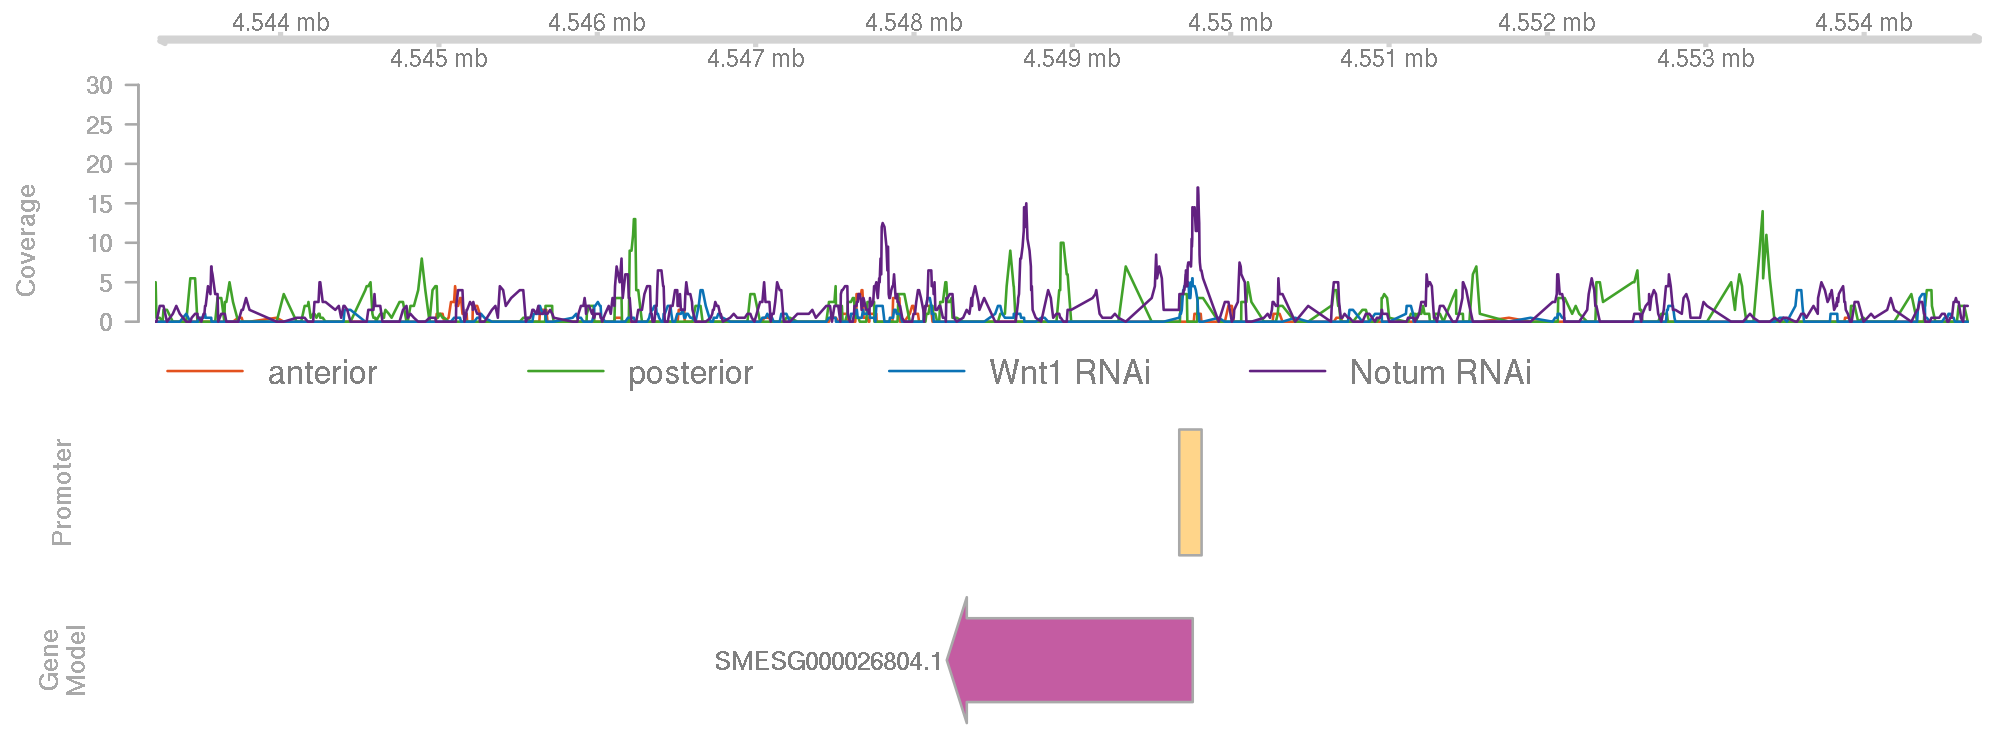 4.544 mb 4.546 mb 4.548 mb 4.55 mb 4.552 mb 4.554 mb
4.545 mb 4.547 mb 4.549 mb 4.551 mb 4.553 mb
Coverage
30
25
20
15
10
5
0
anterior posterior Wnt1 RNAi Notum RNAi
Promoter
Gene
Model
SMESG000026804.1